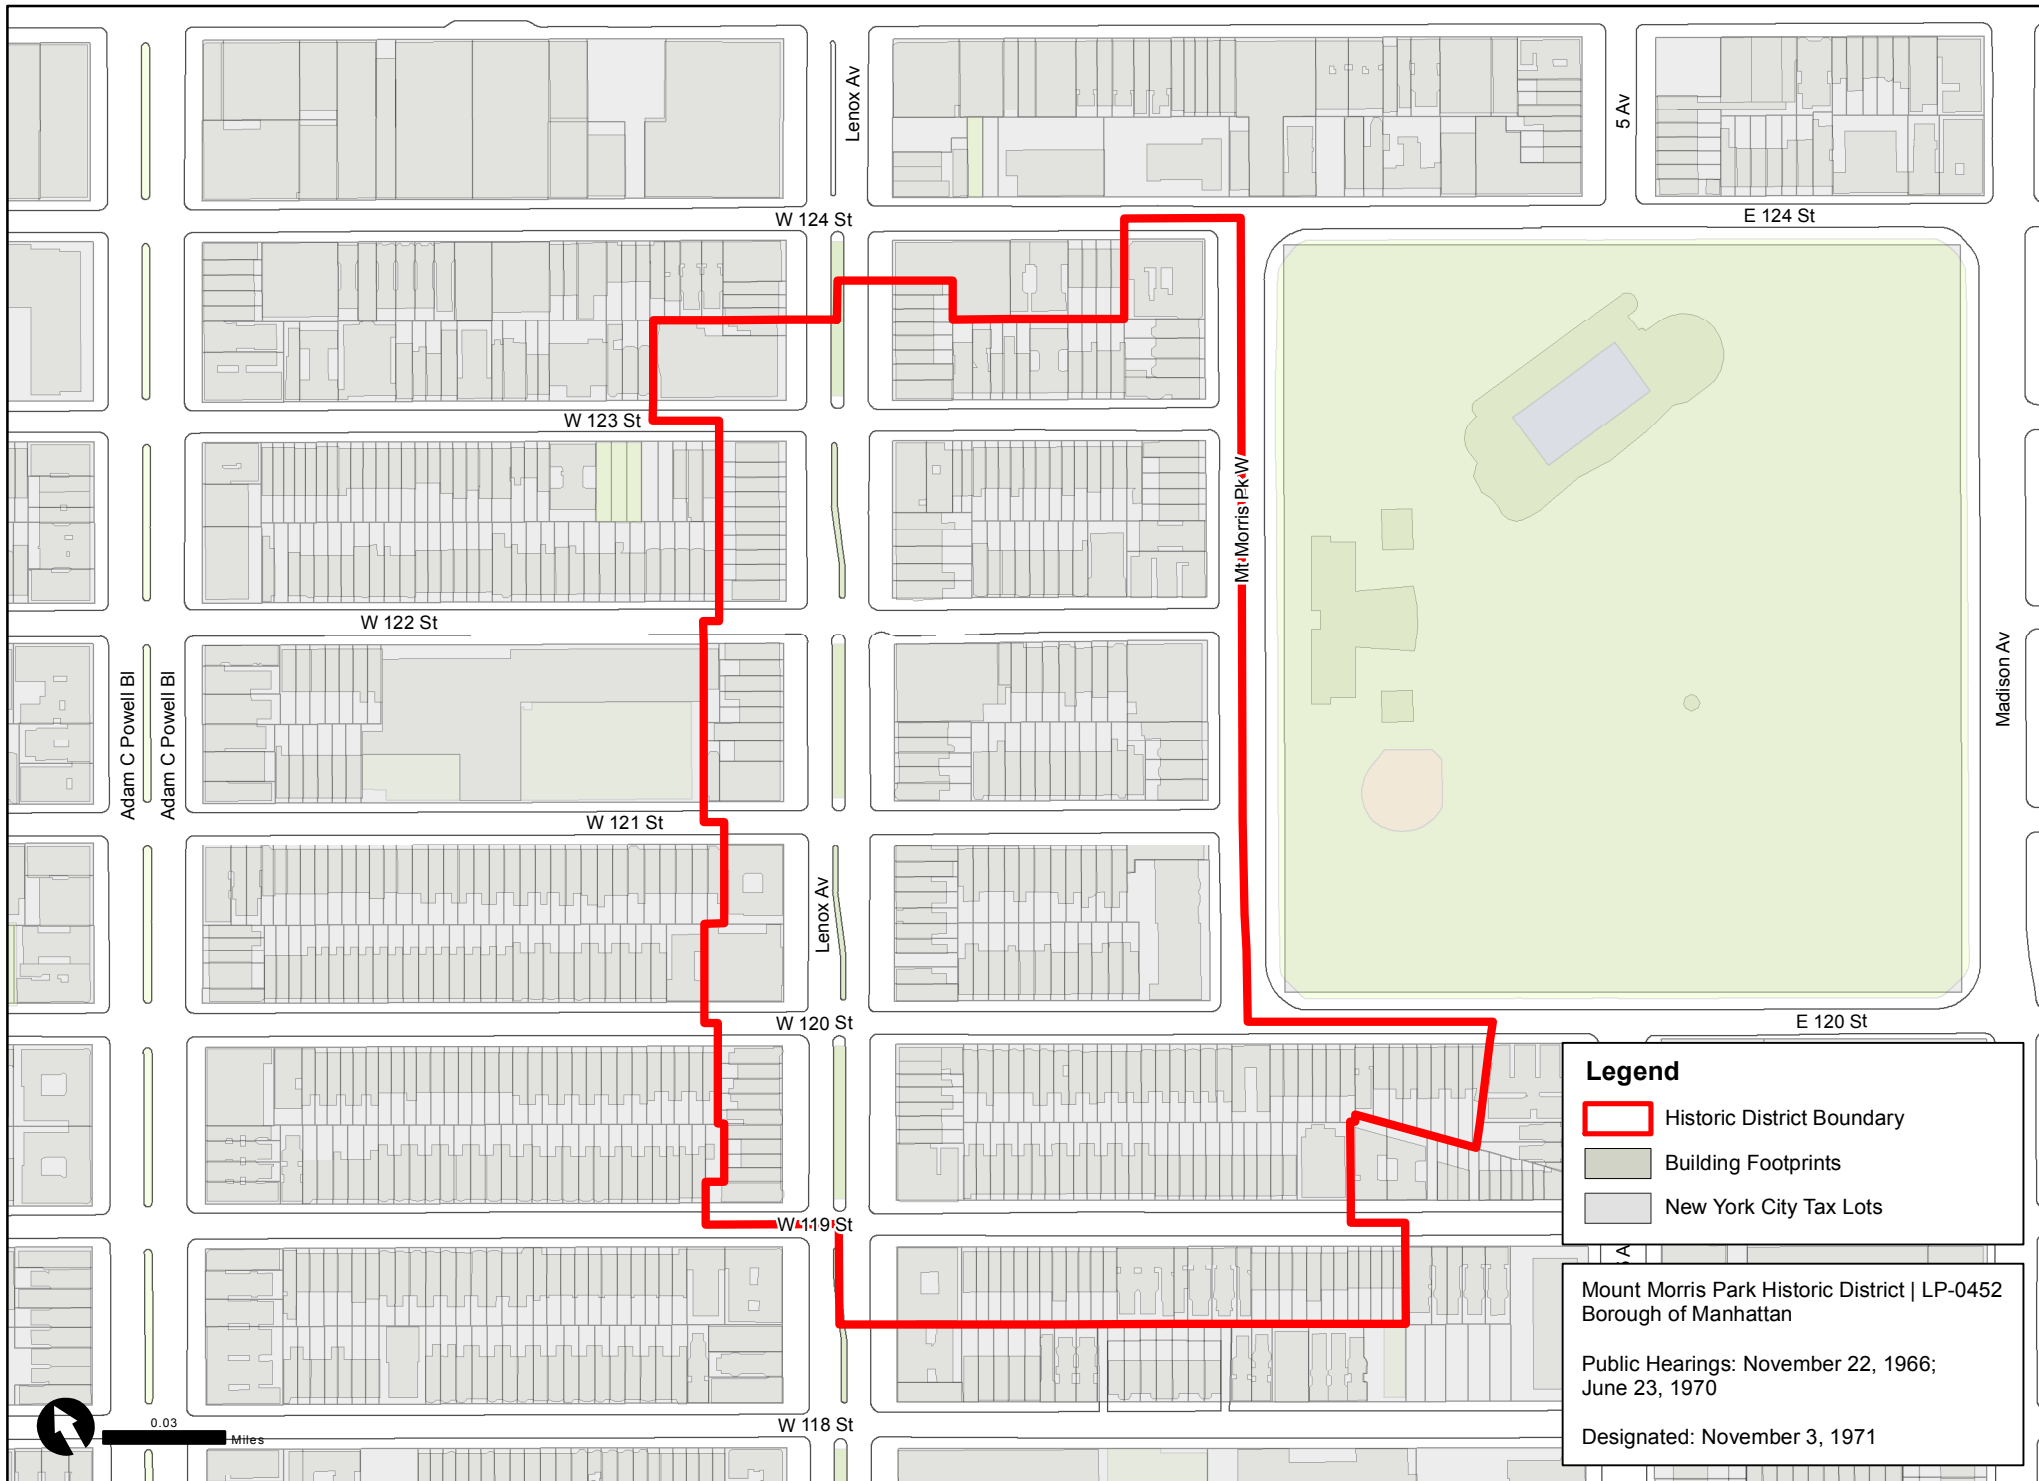 Lenox Av
5 Av
W 124 St
E 124 St
W 123 St
Mt Morris Pk W
W 122 St
Adam C Powell Bl
Adam C Powell Bl
Madison Av
W 121 St
Lenox Av
W 120 St
E 120 St
W 119 St
W 118 St
0.03
Miles
Legend
Historic District Boundary
Building Footprints
New York City Tax Lots
Mount Morris Park Historic District | LP-0452
Borough of Manhattan
Public Hearings: November 22, 1966;
June 23, 1970
Designated: November 3, 1971